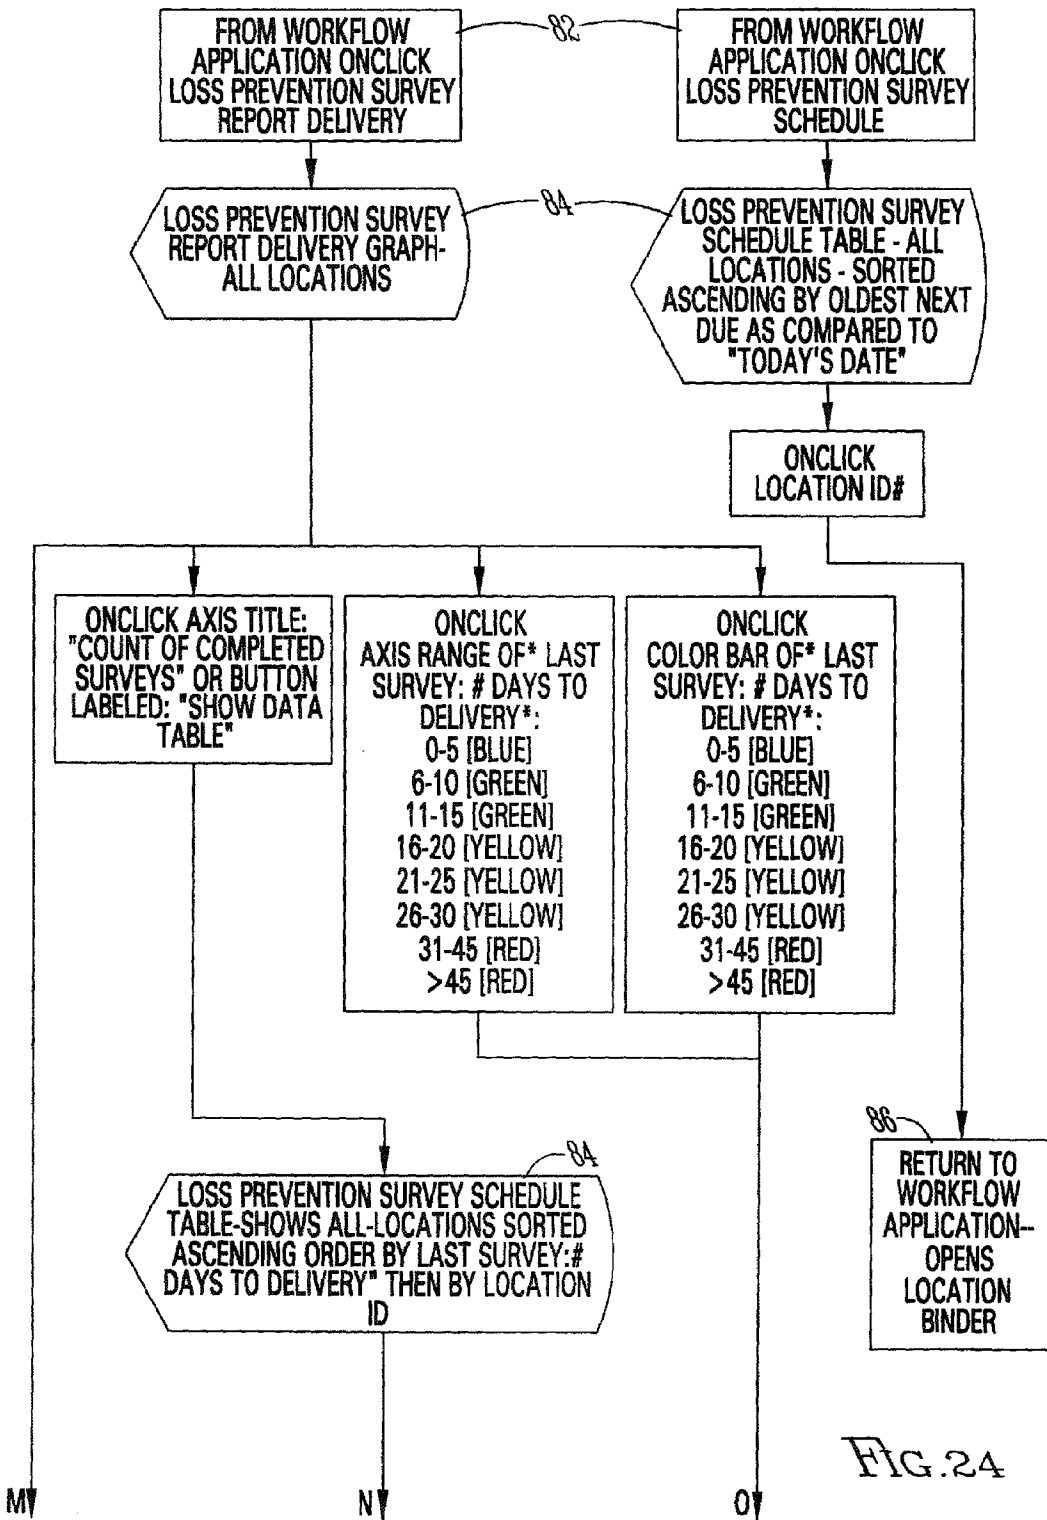 FROM WORKFLOW
APPLICATION ONCLICK
LOSS PREVENTION SURVEY
REPORT DELIVERY
82
FROM WORKFLOW
APPLICATION ONCLICK
LOSS PREVENTION SURVEY
SCHEDULE
LOSS PREVENTION SURVEY
REPORT DELIVERY GRAPH-
ALL LOCATIONS
84
LOSS PREVENTION SURVEY
SCHEDULE TABLE - ALL
LOCATIONS - SORTED
ASCENDING BY OLDEST NEXT
DUE AS COMPARED TO
"TODAY'S DATE"
ONCLICK
LOCATION ID#
ONCLICK AXIS TITLE:
"COUNT OF COMPLETED
SURVEYS" OR BUTTON
LABELED: "SHOW DATA
TABLE"
ONCLICK
AXIS RANGE OF* LAST
SURVEY: # DAYS TO
DELIVERY*:
0-5 [BLUE]
6-10 [GREEN]
11-15 [GREEN]
16-20 [YELLOW]
21-25 [YELLOW]
26-30 [YELLOW]
31-45 [RED]
>45 [RED]
ONCLICK
COLOR BAR OF* LAST
SURVEY: # DAYS TO
DELIVERY*:
0-5 [BLUE]
6-10 [GREEN]
11-15 [GREEN]
16-20 [YELLOW]
21-25 [YELLOW]
26-30 [YELLOW]
31-45 [RED]
>45 [RED]
84
LOSS PREVENTION SURVEY SCHEDULE
TABLE-SHOWS ALL-LOCATIONS SORTED
ASCENDING ORDER BY LAST SURVEY:#
DAYS TO DELIVERY" THEN BY LOCATION
ID
86
RETURN TO
WORKFLOW
APPLICATION--
OPENS
LOCATION
BINDER
M
N
O
FIG.24